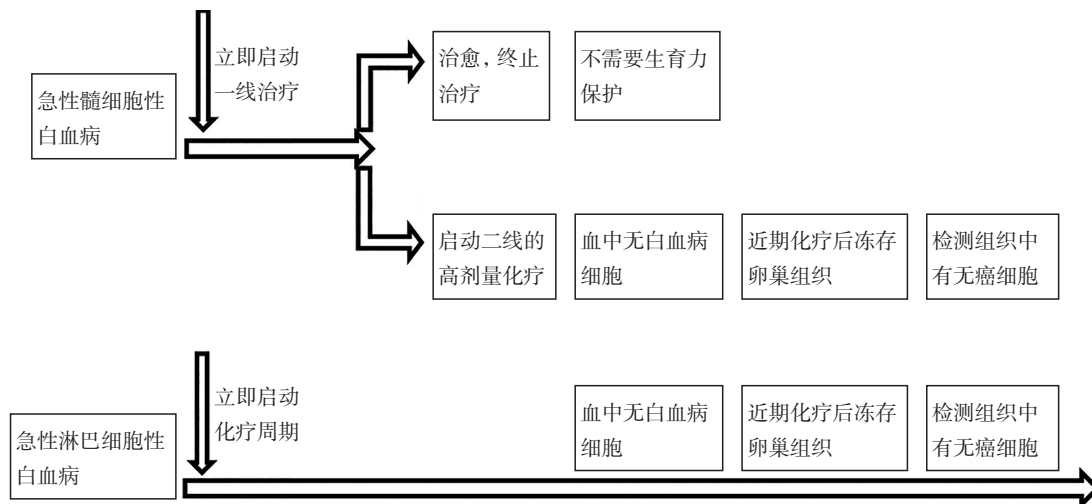 立即启动
一线治疗
急性髓细胞性
白血病
治愈，终止
治疗
不需要生育力
保护
启动二线的
高剂量化疗
血中无白血病
细胞
近期化疗后冻存
卵巢组织
检测组织中
有无癌细胞
立即启动
化疗周期
急性淋巴细胞性
白血病
血中无白血病
细胞
近期化疗后冻存
卵巢组织
检测组织中
有无癌细胞